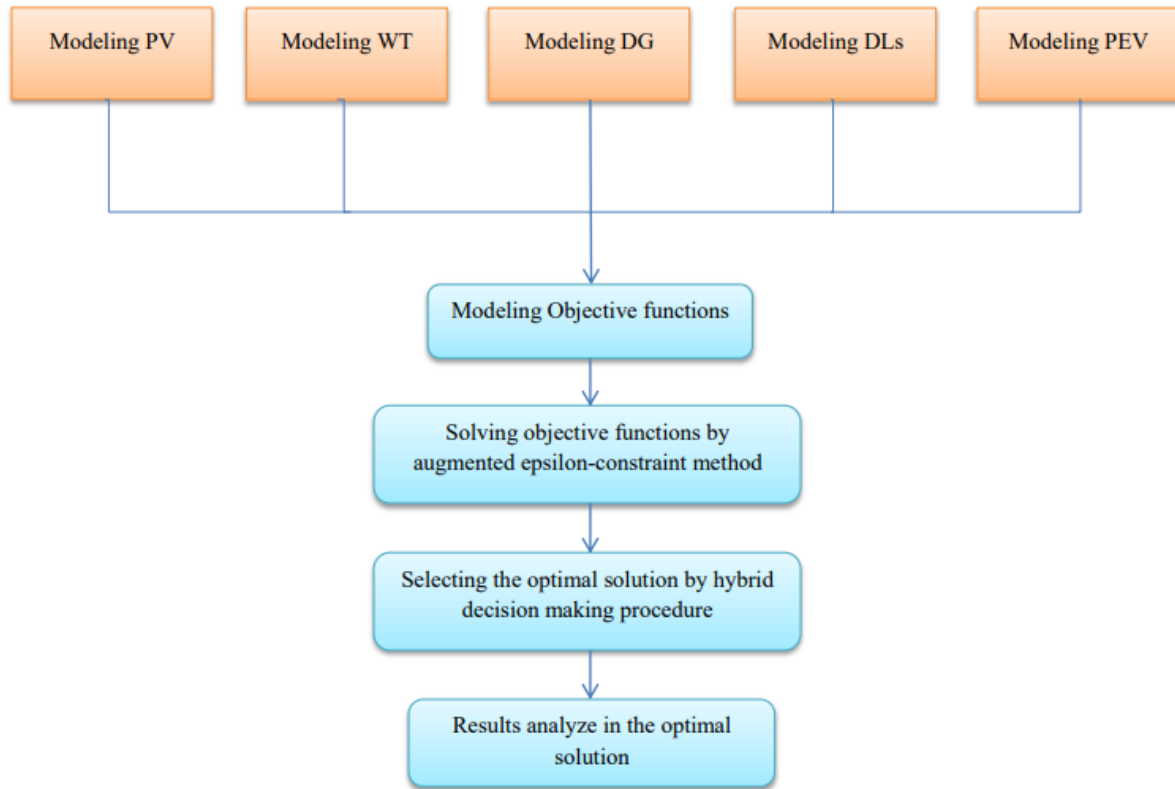 Modeling PV
Modeling WT
Modeling DG
Modeling DLs
Modeling PEV
Modeling Objective functions
Solving objective functions by
augmented epsilon-constraint method
Selecting the optimal solution by hybrid
decision making procedure
Results analyze in the optimal
solution